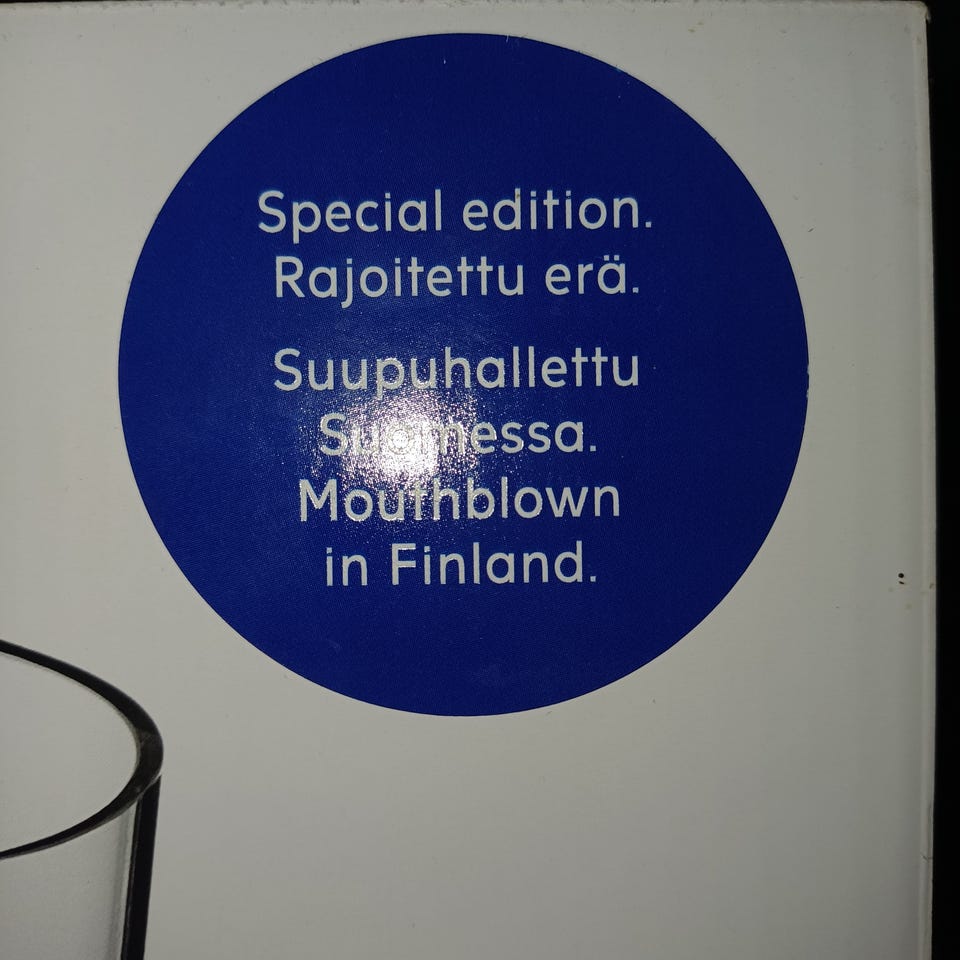 Special edition.
Rajoitettu erä.
Suupuhallettu
Suomessa.
Mouthblown
in Finland.